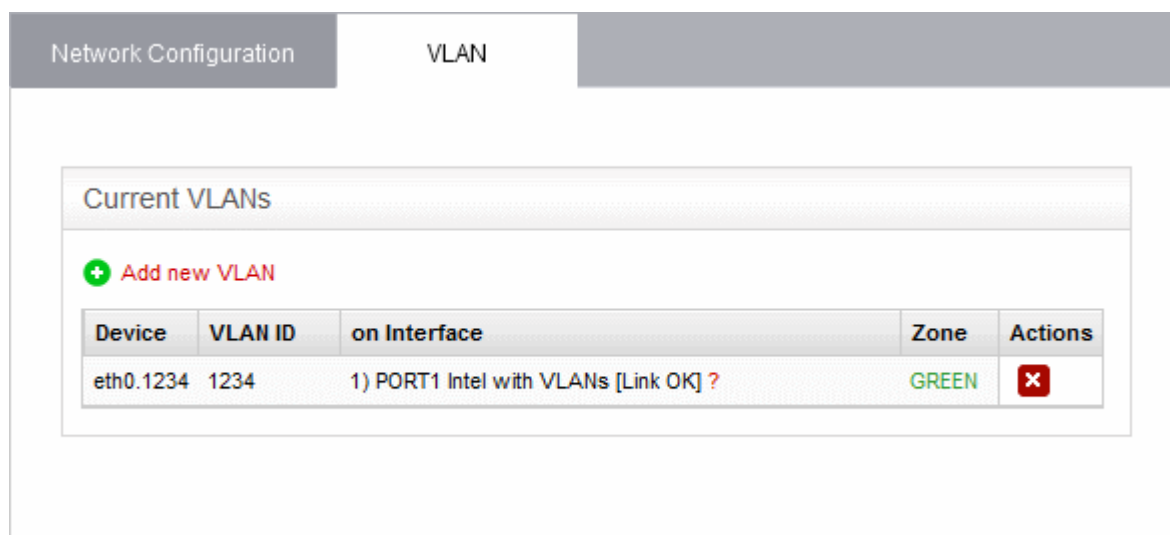 Network Configuration VLAN
Current VLANs
Add new VLAN
Device VLAN ID on Interface Zone Actions
eth0.1234 1234 1) PORT1 Intel with VLANs [Link OK] ? GREEN